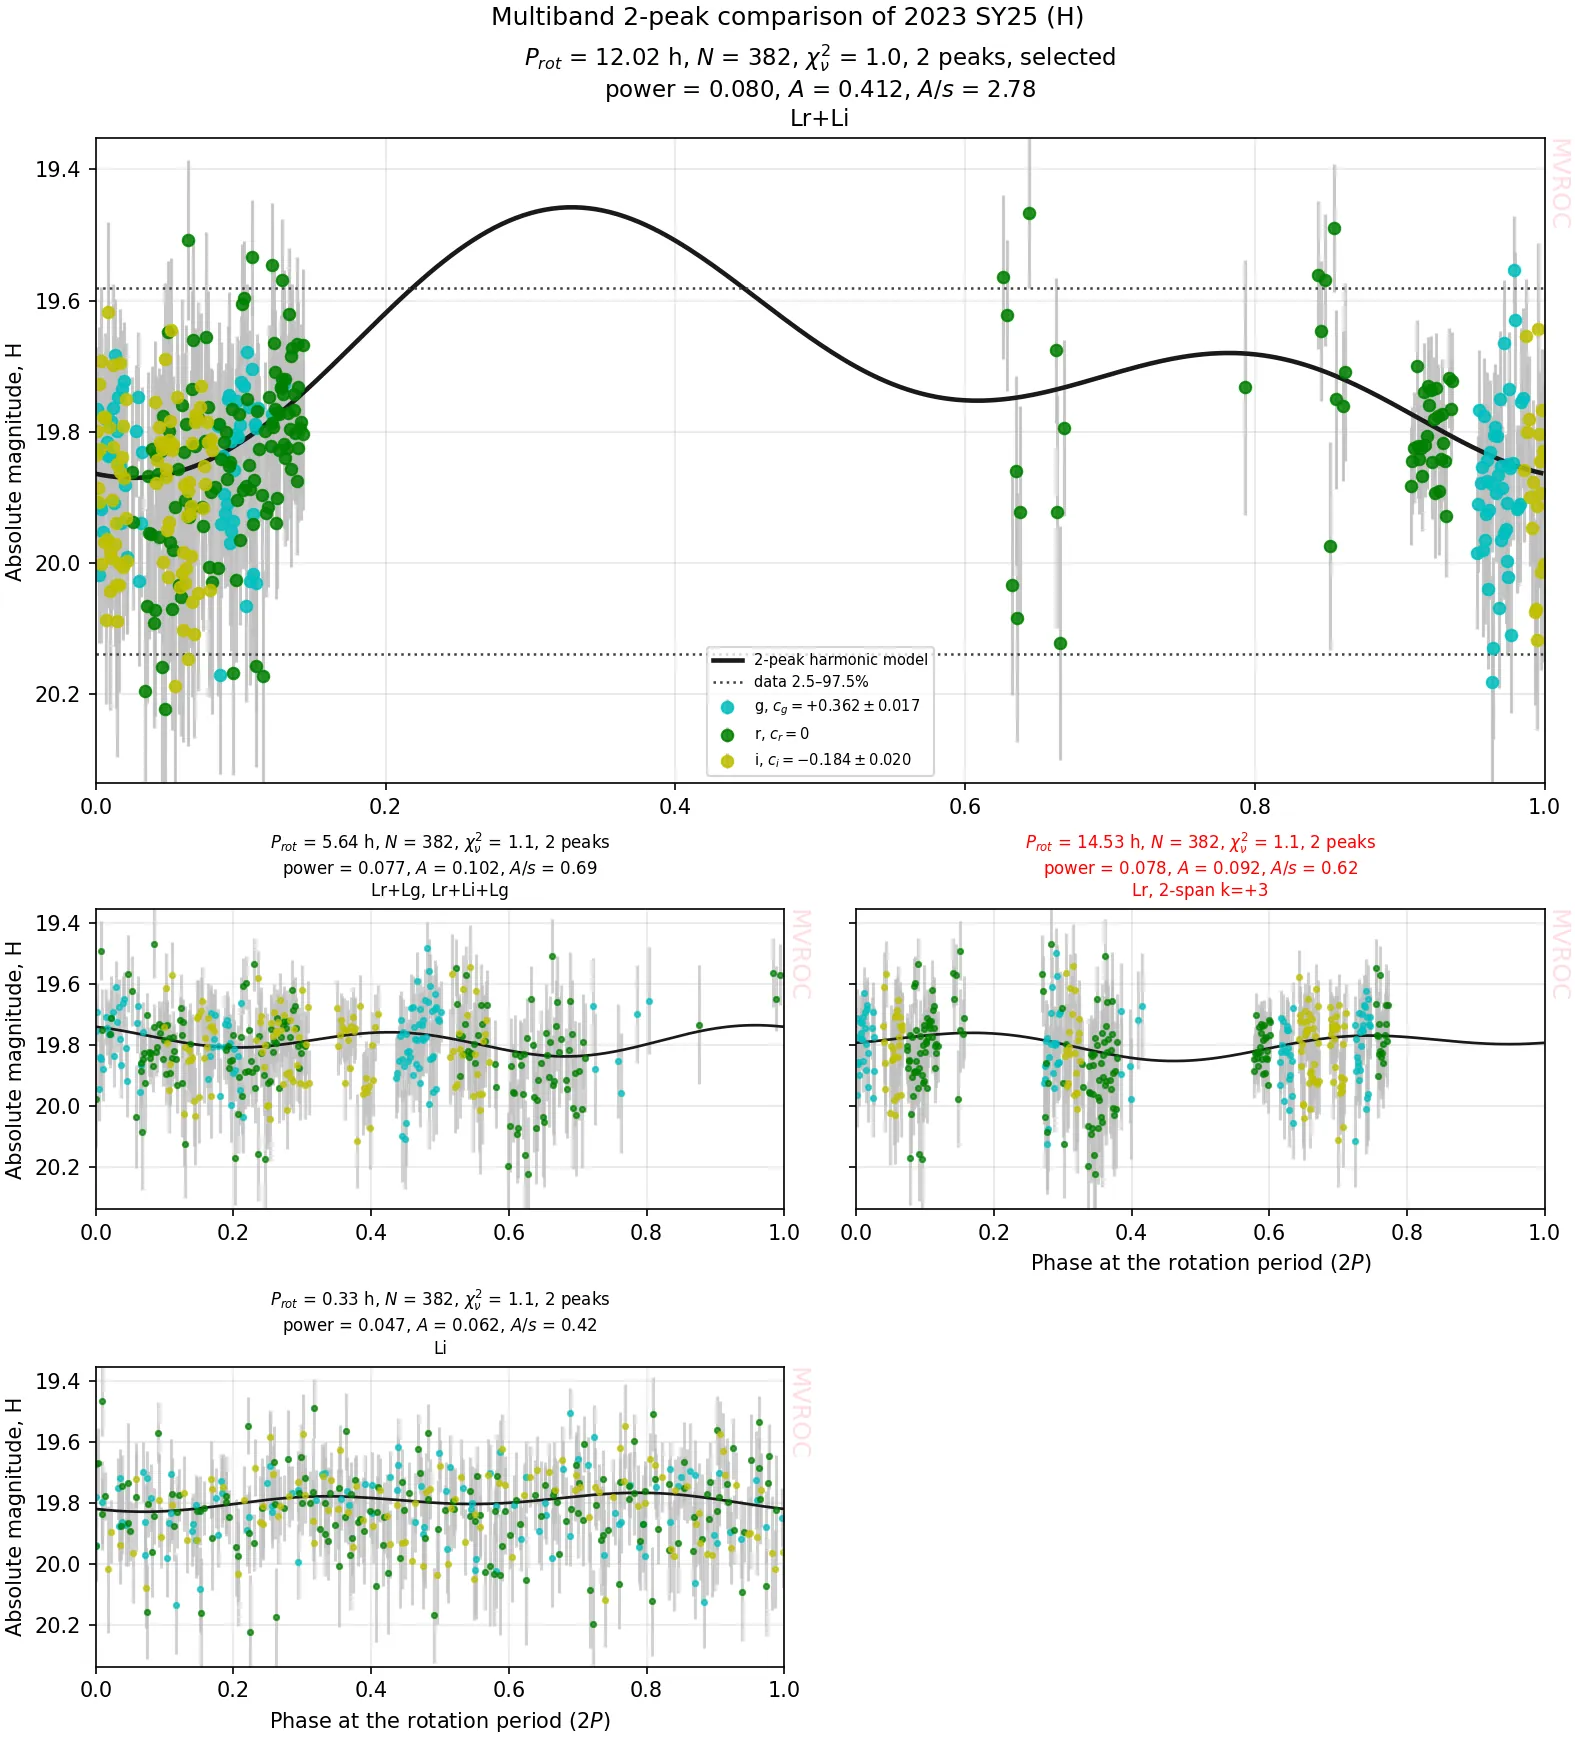 Multiband 2-peak comparison of 2023 SY25 (H)
P_rot = 12.02 h, N = 382, χ²_ν = 1.0, 2 peaks, selected
power = 0.080, A = 0.412, A/s = 2.78
Lr+Li
MVROC
Absolute magnitude, H
19.4
19.6
19.8
20.0
20.2
2-peak harmonic model
data 2.5–97.5%
g, c_g = +0.362 ± 0.017
r, c_r = 0
i, c_i = −0.184 ± 0.020
0.0 0.2 0.4 0.6 0.8 1.0
P_rot = 5.64 h, N = 382, χ²_ν = 1.1, 2 peaks
power = 0.077, A = 0.102, A/s = 0.69
Lr+Lg, Lr+Li+Lg
MVROC
Absolute magnitude, H
19.4
19.6
19.8
20.0
20.2
0.0 0.2 0.4 0.6 0.8 1.0
P_rot = 14.53 h, N = 382, χ²_ν = 1.1, 2 peaks
power = 0.078, A = 0.092, A/s = 0.62
Lr, 2-span k=+3
MVROC
0.0 0.2 0.4 0.6 0.8 1.0
Phase at the rotation period (2P)
P_rot = 0.33 h, N = 382, χ²_ν = 1.1, 2 peaks
power = 0.047, A = 0.062, A/s = 0.42
Li
MVROC
Absolute magnitude, H
19.4
19.6
19.8
20.0
20.2
0.0 0.2 0.4 0.6 0.8 1.0
Phase at the rotation period (2P)